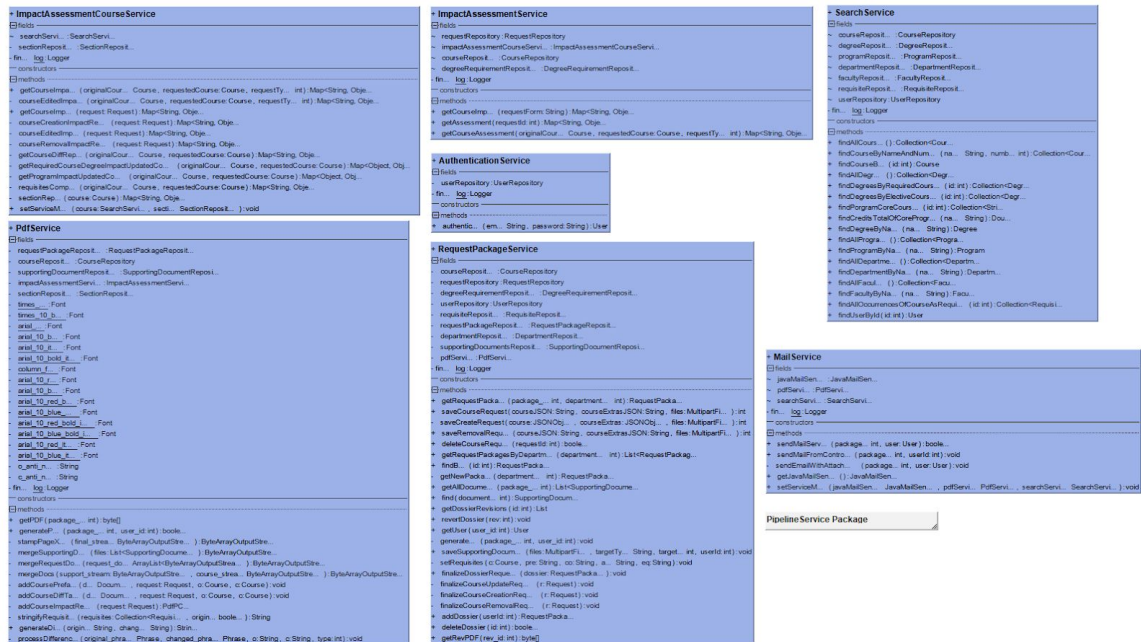 + ImpactAssessmentCourseService
fields
~ searchServi... :SearchServi...
- sectionReposit... :SectionReposit...
- fin... log:Logger
constructors
methods
+ getCourseImpa... (originalCour... Course, requestedCourse:Course, requestTy... int):Map<String, Obje...
- courseEditedImpa... (originalCour... Course, requestedCourse:Course, requestTy... int):Map<String, Obje...
+ getCourseImp... (request:Request):Map<String, Obje...
- courseCreationImpactRe... (request:Request):Map<String, Obje...
- courseEditedImp... (request:Request):Map<String, Obje...
- courseRemovalImpactRe... (request:Request):Map<String, Obje...
- getCourseDiffRep... (originalCour... Course, requestedCourse:Course):Map<String, Obje...
- getRequiredCourseDegreeImpactUpdatedCo... (originalCour... Course, requestedCourse:Course):Map<Object, Obj...
- getProgramImpactUpdatedCo... (originalCour... Course, requestedCourse:Course):Map<Object, Obj...
- requisitesComp... (originalCour... Course, requestedCourse:Course):Map<String, Obje...
- sectionRep... (course:Course):Map<String, Obje...
+ setServiceM... (course:SearchServi... , secti... SectionReposit... ):void
+ PdfService
fields
- requestPackageReposit... :RequestPackageReposit...
- courseReposit... :CourseRepository
- supportingDocumentReposit... :SupportingDocumentReposi...
- impactAssessmentServi... :ImpactAssessmentServi...
- sectionReposit... :SectionReposit...
- times_... :Font
- times_10_b... :Font
- arial_... :Font
- arial_10_b... :Font
- arial_10_it... :Font
- arial_10_bold_it... :Font
- column_f... :Font
- arial_10_r... :Font
- arial_10_b... :Font
- arial_10_red_b... :Font
- arial_10_blue_... :Font
- arial_10_red_bold_i... :Font
- arial_10_blue_bold_i... :Font
- arial_10_red_it... :Font
- arial_10_blue_it... :Font
- o_anti_n... :String
- c_anti_n... :String
- fin... log:Logger
constructors
methods
+ getPDF(package_... int):byte[]
+ generateP... (package_... int, user_id:int):boole...
- stampPageX... (final_strea... ByteArrayOutputStre... ):ByteArrayOutputStre...
- mergeSupportingD... (files:List<SupportingDocume... ):ByteArrayOutputStre...
- mergeRequestDo... (request_do... ArrayList<ByteArrayOutputStrea... ):ByteArrayOutputStre...
- mergeDocs(support_stream:ByteArrayOutputStre... , course_strea... ByteArrayOutputStre... ):ByteArrayOutputStre...
- addCoursePrefa... (d... Docum... , request:Request, o:Course, c:Course):void
- addCourseDiffTa... (d... Docum... , request:Request, o:Course, c:Course):void
- addCourseImpactRe... (request:Request):PdfPC...
- stringifyRequisit... (requisites:Collection<Requisi... , origin... boole... ):String
+ generateDi... (origin... String, chang... String):Strin...
- processDifferenc... (original_phra... Phrase, changed_phra... Phrase, o:String, c:String, type:int):void
+ ImpactAssessmentService
fields
~ requestRepository:RequestRepository
~ impactAssessmentCourseServi... :ImpactAssessmentCourseServi...
~ courseReposit... :CourseRepository
~ degreeRequirementReposit... :DegreeRequirementReposit...
- fin... log:Logger
constructors
methods
+ getCourseImp... (requestForm:String):Map<String, Obje...
+ getAssessment(requestId:int):Map<String, Obje...
+ getCourseAssessment(originalCour... Course, requestedCourse:Course, requestTy... int):Map<String, Obje...
+ AuthenticationService
fields
- userRepository:UserRepository
- fin... log:Logger
constructors
methods
+ authentic... (em... String, password:String):User
+ RequestPackageService
fields
- courseReposit... :CourseRepository
- requestRepository:RequestRepository
- degreeRequirementReposit... :DegreeRequirementReposit...
- userRepository:UserRepository
- requisiteReposit... :RequisiteReposit...
- requestPackageReposit... :RequestPackageReposit...
- departmentReposit... :DepartmentReposit...
- supportingDocumentsReposit... :SupportingDocumentReposi...
- pdfServi... :PdfServi...
- fin... log:Logger
constructors
methods
+ getRequestPacka... (package_... int, department... int):RequestPacka...
+ saveCourseRequest(courseJSON:String, courseExtrasJSON:String, files:MultipartFi... ):int
- saveCreateRequest(course:JSONObj... , courseExtras:JSONObj... , files:MultipartFi... ):int
+ saveRemovalRequ... (courseJSON:String, courseExtrasJSON:String, files:MultipartFi... ):int
+ deleteCourseRequ... (requestId:int):boole...
+ getRequestPackagesByDepartm... (department... int):List<RequestPackag...
+ findB... (id:int):RequestPacka...
+ getNewPacka... (department... int):RequestPacka...
+ getAllDocume... (package_... int):List<SupportingDocume...
+ find(document... int):SupportingDocum...
+ getDossierRevisions(id:int):List
+ revertDossier(rev:int):void
+ getUser(user_id:int):User
+ generate... (package_... int, user_id:int):void
+ saveSupportingDocum... (files:MultipartFi... , targetTy... String, target... int, userId:int):void
- setRequisites(c:Course, pre:String, co:String, a... String, eq:String):void
+ finalizeDossierReque... (dossier:RequestPacka... ):void
- finalizeCourseUpdateReq... (r:Request):void
- finalizeCourseCreationReq... (r:Request):void
- finalizeCourseRemovalReq... (r:Request):void
+ addDossier(userId:int):RequestPacka...
+ deleteDossier(id:int):boole...
+ getRevPDF(rev_id:int):byte[]
+ SearchService
fields
~ courseReposit... :CourseRepository
~ degreeReposit... :DegreeReposit...
~ programReposit... :ProgramReposit...
~ departmentReposit... :DepartmentReposit...
~ facultyReposit... :FacultyReposit...
~ requisiteReposit... :RequisiteReposit...
~ userRepository:UserRepository
- fin... log:Logger
constructors
methods
+ findAllCours... ():Collection<Cour...
+ findCourseByNameAndNum... (na... String, numb... int):Collection<Cour...
+ findCourseB... (id:int):Course
+ findAllDegr... ():Collection<Degr...
+ findDegreesByRequiredCours... (id:int):Collection<Degr...
+ findDegreesByElectiveCours... (id:int):Collection<Degr...
+ findPorgramCoreCours... (id:int):Collection<Stri...
+ findCreditsTotalOfCoreProgr... (na... String):Dou...
+ findDegreeByNa... (na... String):Degree
+ findAllProgra... ():Collection<Progra...
+ findProgramByNa... (na... String):Program
+ findAllDepartme... ():Collection<Departm...
+ findDepartmentByNa... (na... String):Departm...
+ findAllFacul... ():Collection<Facu...
+ findFacultyByNa... (na... String):Facu...
+ findAllOccurrencesOfCourseAsRequi... (id:int):Collection<Requisi...
+ findUserById(id:int):User
+ MailService
fields
~ javaMailSen... :JavaMailSen...
~ pdfServi... :PdfServi...
~ searchServi... :SearchServi...
- fin... log:Logger
constructors
methods
+ sendMailServ... (package... int, user:User):boole...
+ sendMailFromContro... (package... int, userId:int):void
- sendEmailWithAttach... (package... int, user:User):void
+ getJavaMailSen... ():JavaMailSen...
+ setServiceM... (javaMailSen... JavaMailSen... , pdfServi... PdfServi... , searchServi... SearchServi... ):void
PipelineService Package